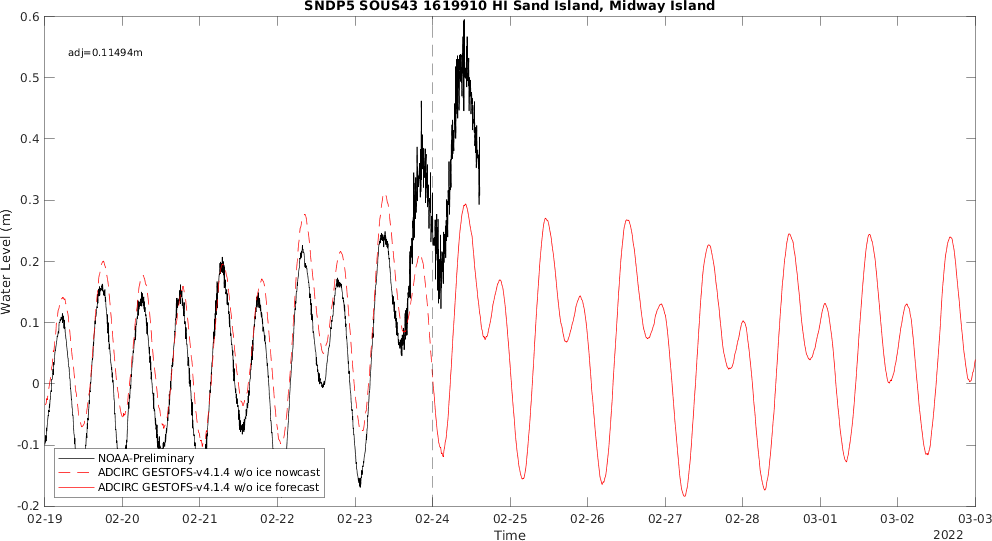 SNDP5 SOUS43 1619910 HI Sand Island, Midway Island
adj=0.11494m
Water Level (m)
0.6
0.5
0.4
0.3
0.2
0.1
0
-0.1
-0.2
NOAA-Preliminary
ADCIRC GESTOFS-v4.1.4 w/o ice nowcast
ADCIRC GESTOFS-v4.1.4 w/o ice forecast
02-19 02-20 02-21 02-22 02-23 02-24 02-25 02-26 02-27 02-28 03-01 03-02 03-03
Time
2022